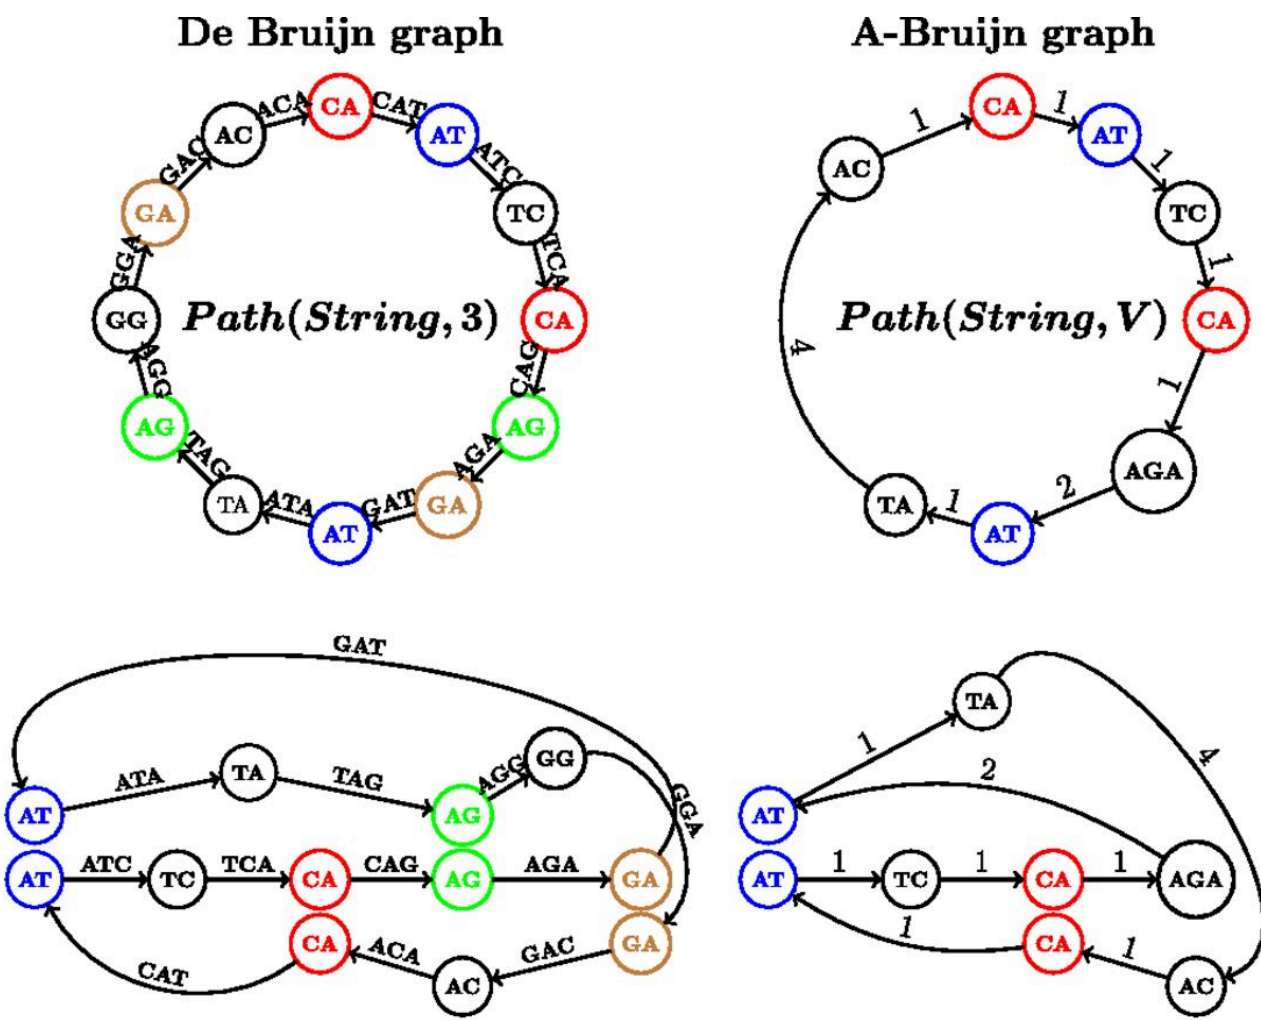 De Bruijn graph
A-Bruijn graph
ACA
CA
CAT
AC
AT
GAC
ATC
GA
TC
GGA
TCA
GG
Path(String, 3)
CA
AGG
CAG
AG
AG
TAG
AGA
TA
ATA
AT
GAT
GA
1
CA
1
AC
AT
1
TC
1
Path(String, V)
CA
4
1
AGA
2
TA
1
AT
GAT
AT
ATA
TA
TAG
AG
AGG
GG
GGA
AT
ATC
TC
TCA
CA
CAG
AG
AGA
GA
CAT
CA
ACA
AC
GAC
GA
TA
1
4
2
AT
AT
1
TC
1
CA
1
AGA
1
CA
1
AC